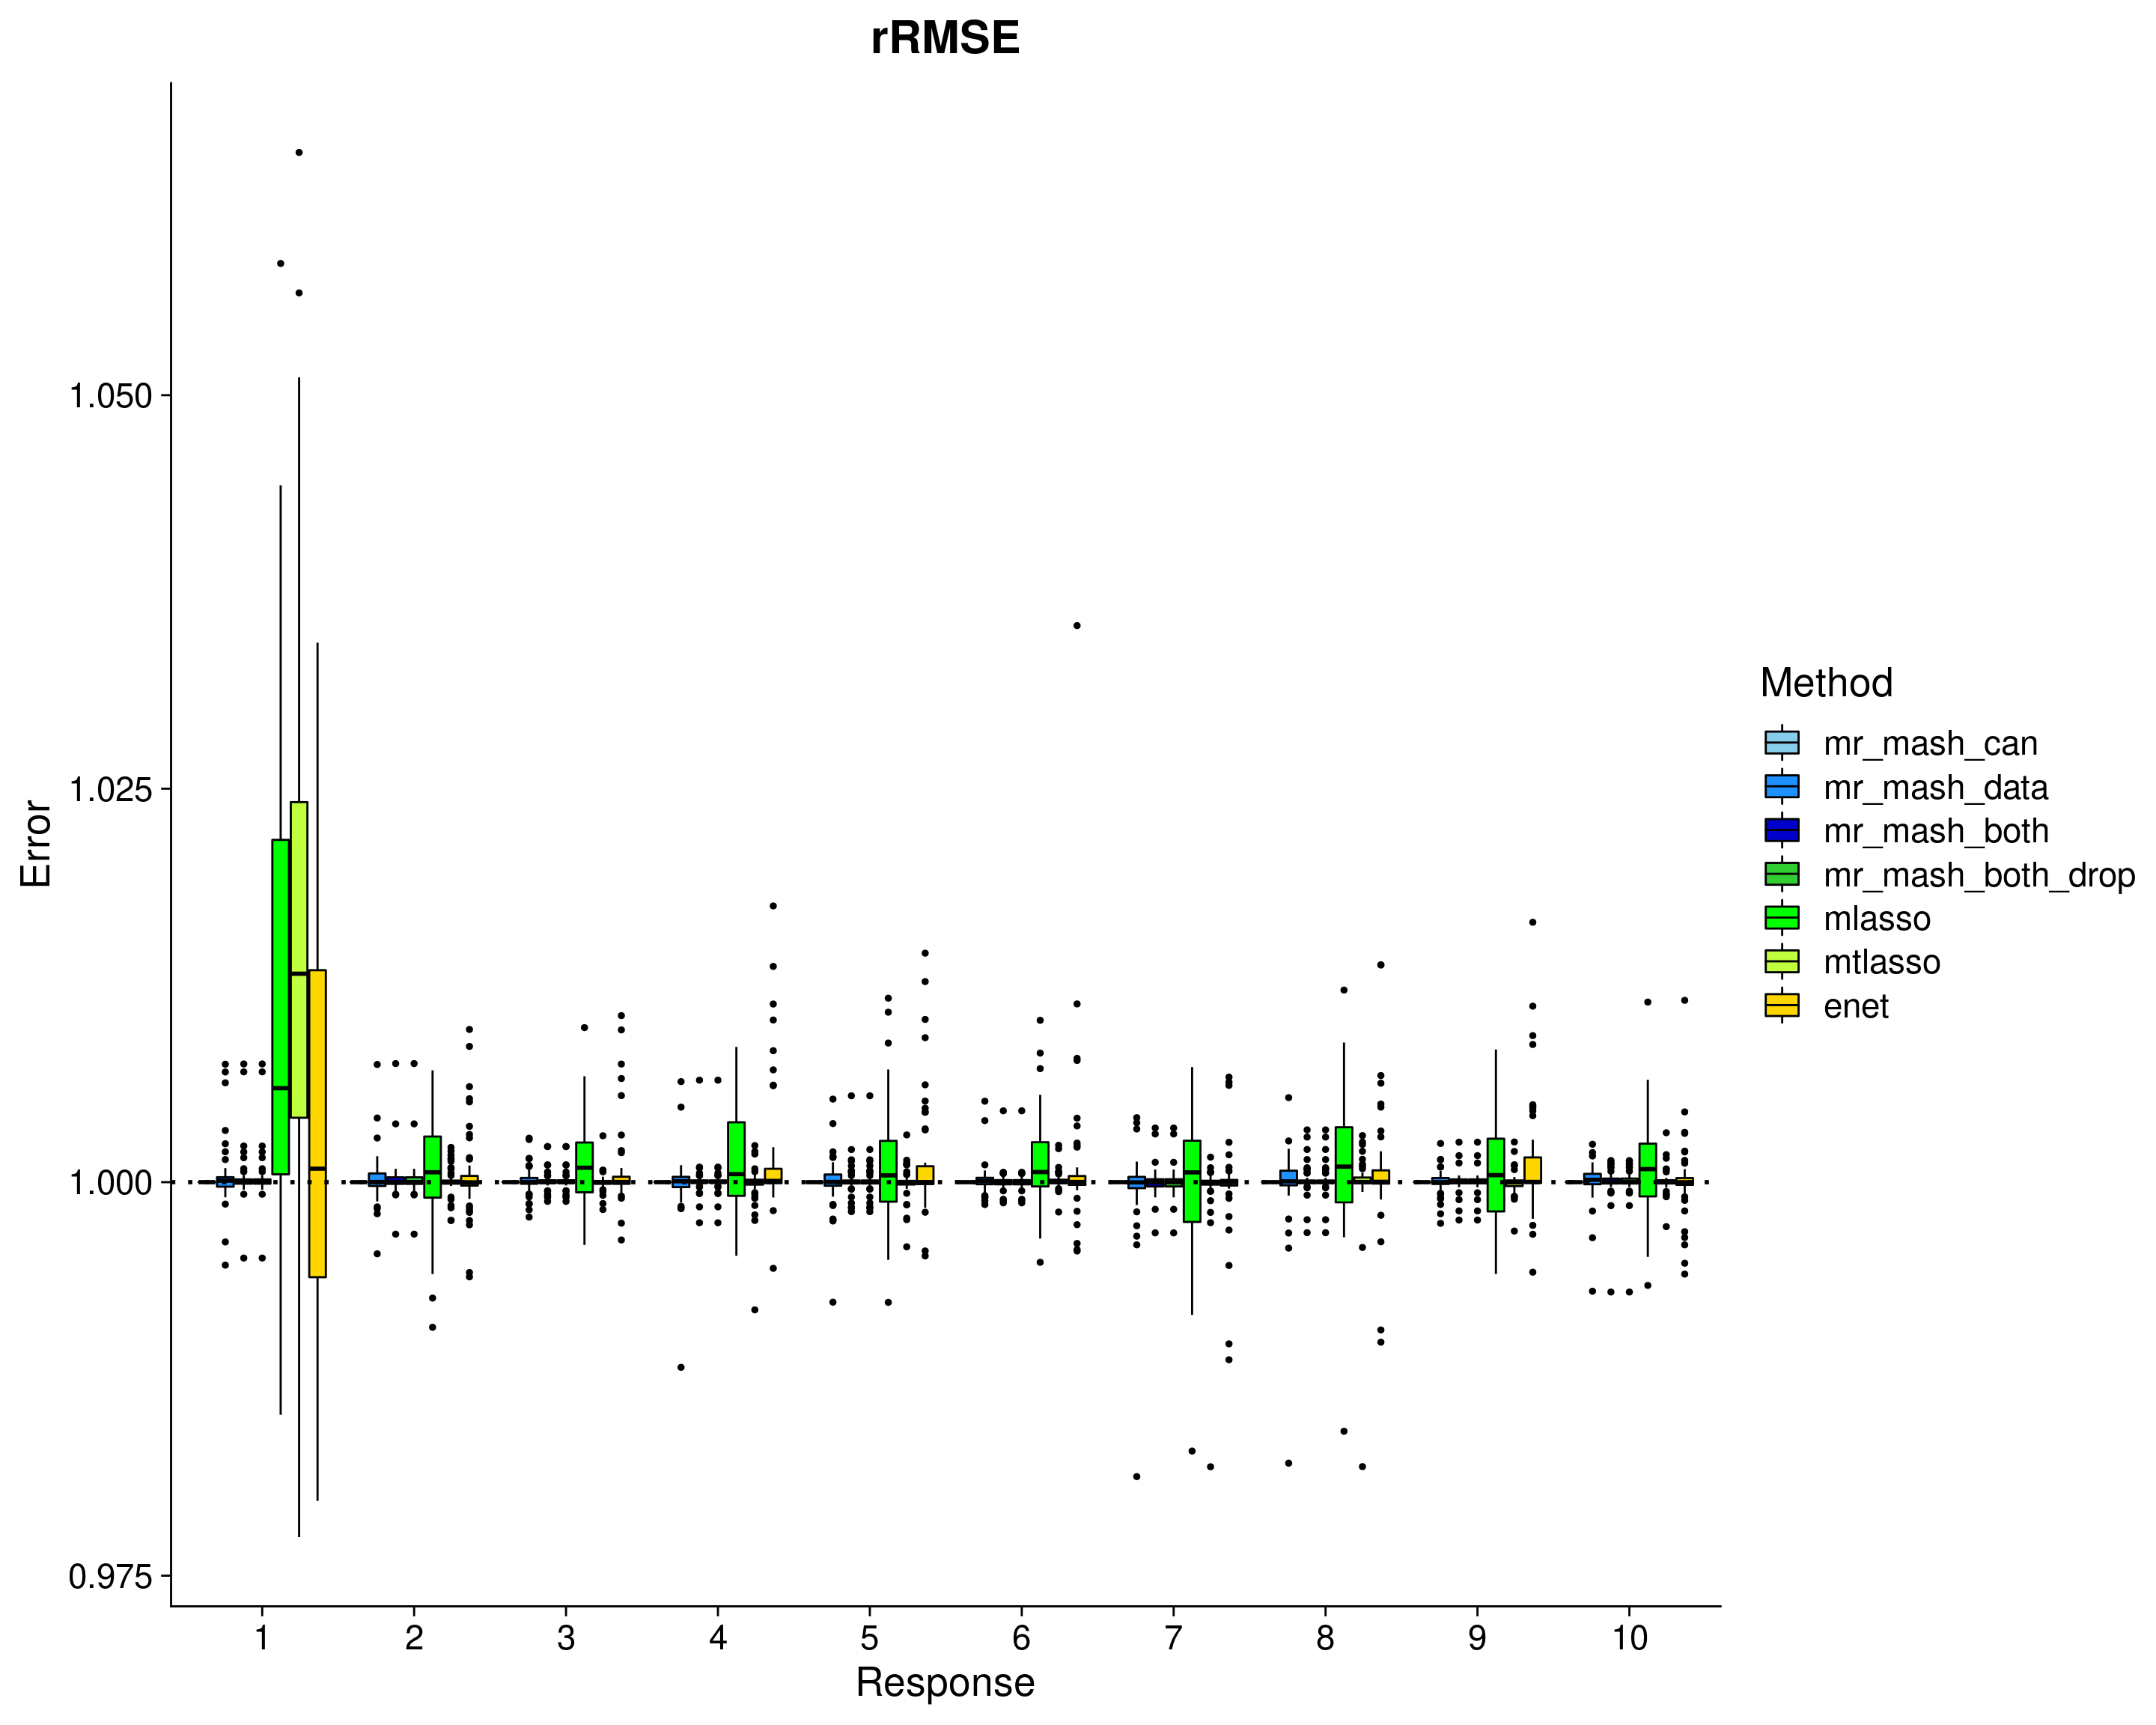 rRMSE
Error
1.050
1.025
1.000
0.975
1 2 3 4 5 6 7 8 9 10
Response
Method
mr_mash_can
mr_mash_data
mr_mash_both
mr_mash_both_drop
mlasso
mtlasso
enet